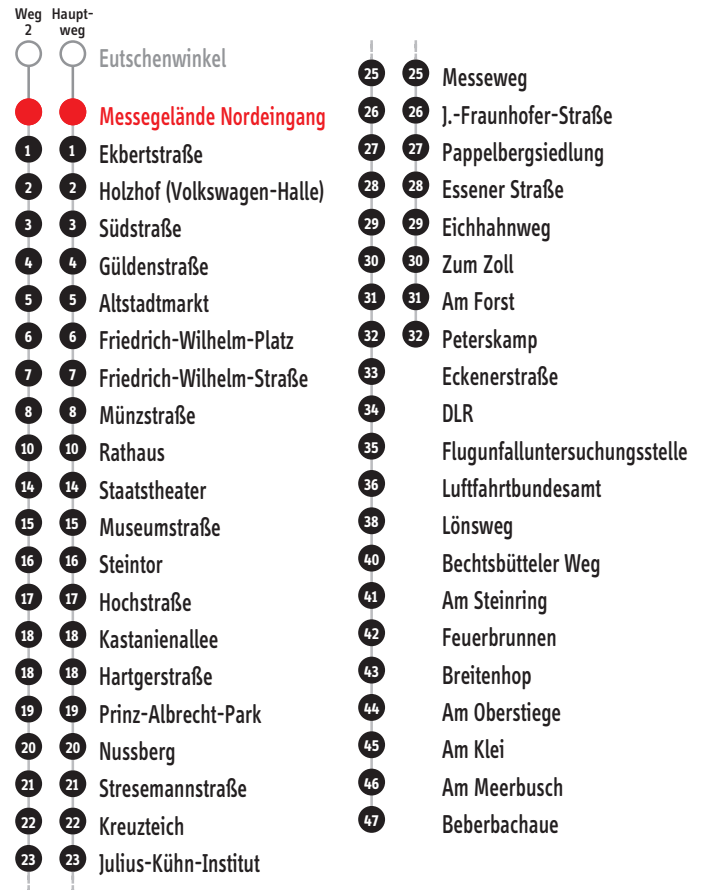 Weg 2 Haupt-weg
Eutschenwinkel
Messegelände Nordeingang
1 1 Ekbertstraße
2 2 Holzhof (Volkswagen-Halle)
3 3 Südstraße
4 4 Güldenstraße
5 5 Altstadtmarkt
6 6 Friedrich-Wilhelm-Platz
7 7 Friedrich-Wilhelm-Straße
8 8 Münzstraße
10 10 Rathaus
14 14 Staatstheater
15 15 Museumstraße
16 16 Steintor
17 17 Hochstraße
18 18 Kastanienallee
18 18 Hartgerstraße
19 19 Prinz-Albrecht-Park
20 20 Nussberg
21 21 Stresemannstraße
22 22 Kreuzteich
23 23 Julius-Kühn-Institut
25 25 Messeweg
26 26 J.-Fraunhofer-Straße
27 27 Pappelbergsiedlung
28 28 Essener Straße
29 29 Eichhahnweg
30 30 Zum Zoll
31 31 Am Forst
32 32 Peterskamp
33 Eckenerstraße
34 DLR
35 Flugunfalluntersuchungsstelle
36 Luftfahrtbundesamt
38 Lönsweg
40 Bechtsbütteler Weg
41 Am Steinring
42 Feuerbrunnen
43 Breitenhop
44 Am Oberstiege
45 Am Klei
46 Am Meerbusch
47 Beberbachaue